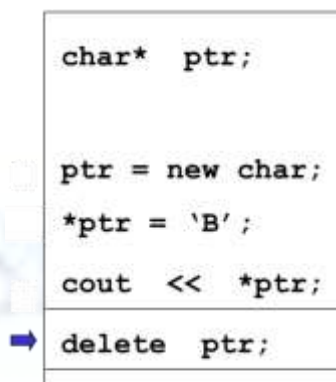 char* ptr;
ptr = new char;
*ptr = ‘B’;
cout << *ptr;
delete ptr;